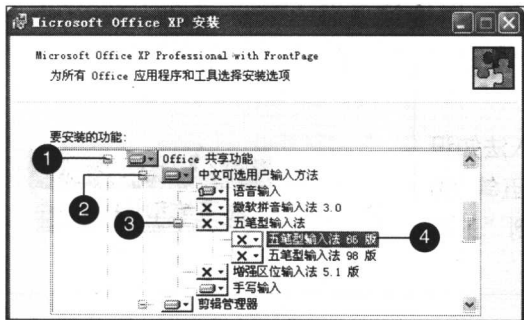 Microsoft Office XP 安装
Microsoft Office XP Professional with FrontPage
为所有 Office 应用程序和工具选择安装选项
要安装的功能:
1
Office 共享功能
2
中文可选用户输入方法
语音输入
微软拼音输入法 3.0
3
五笔型输入法
五笔型输入法 86 版
4
五笔型输入法 98 版
增强区位输入法 5.1 版
手写输入
剪辑管理器